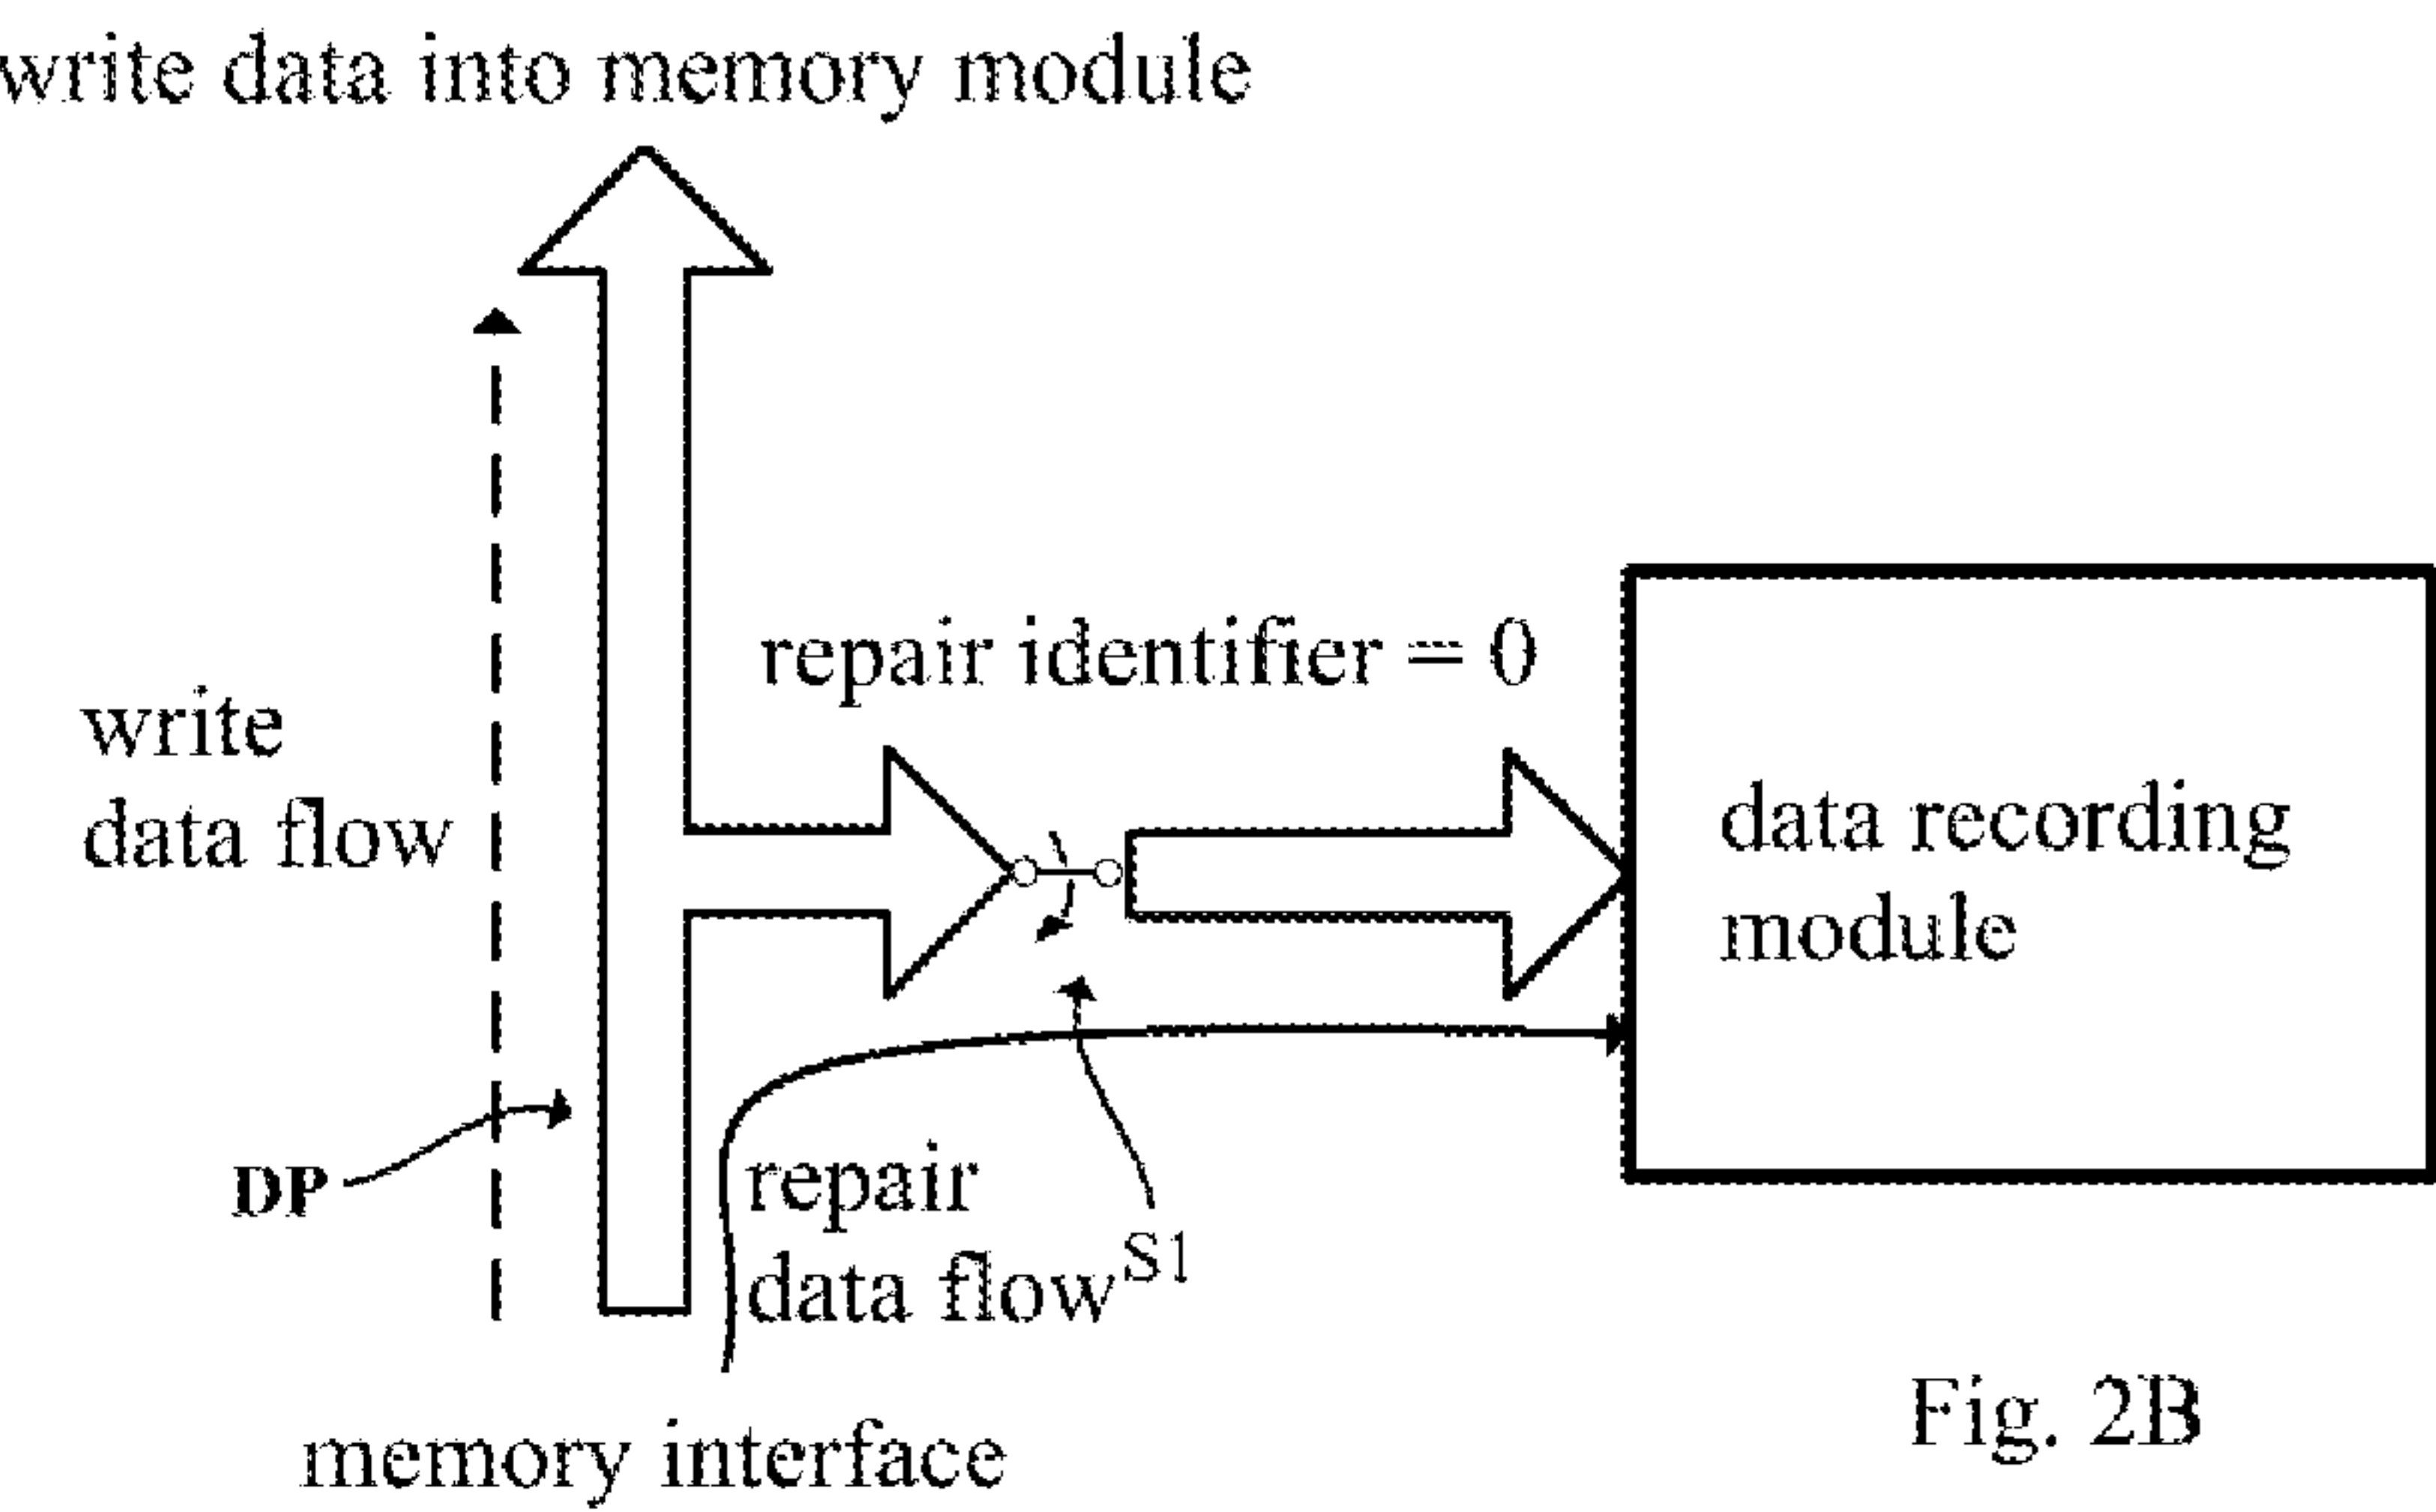 write data into memory module
repair identifier = 0
write
data flow
data recording
module
DP
repair
data flow
S1
memory interface
Fig. 2B